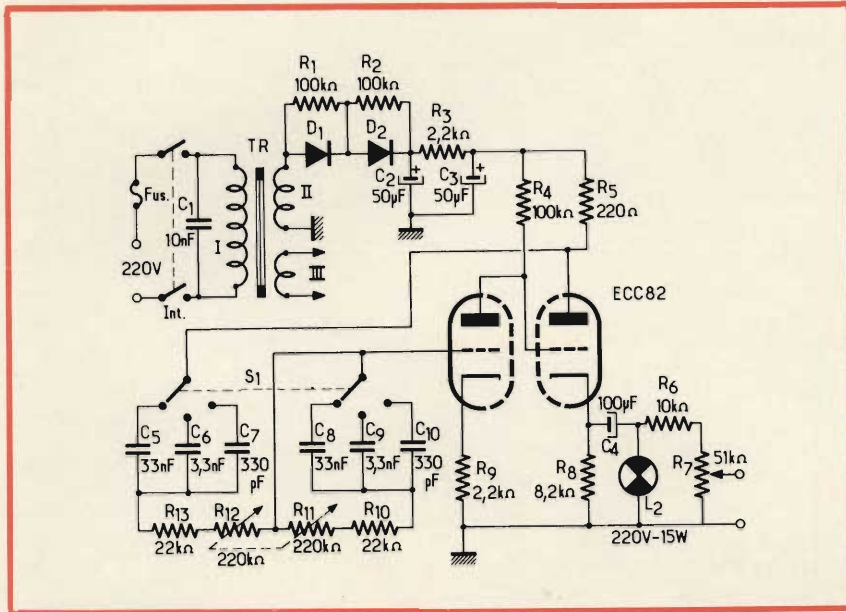 R1
100kΩ
R2
100kΩ
D1
D2
R3
2,2kΩ
TR
Fus.
C1
10nF
I
II
III
220V
Int.
+
C2
50µF
+
C3
50µF
R4
100kΩ
R5
220Ω
ECC82
S1
C5
33nF
C6
3,3nF
C7
330
pF
C8
33nF
C9
3,3nF
C10
330
pF
R13
22kΩ
R12
220kΩ
R11
220kΩ
R10
22kΩ
R9
2,2kΩ
R8
8,2kΩ
100µF
C4
R6
10kΩ
R7
51kΩ
L2
220V-15W